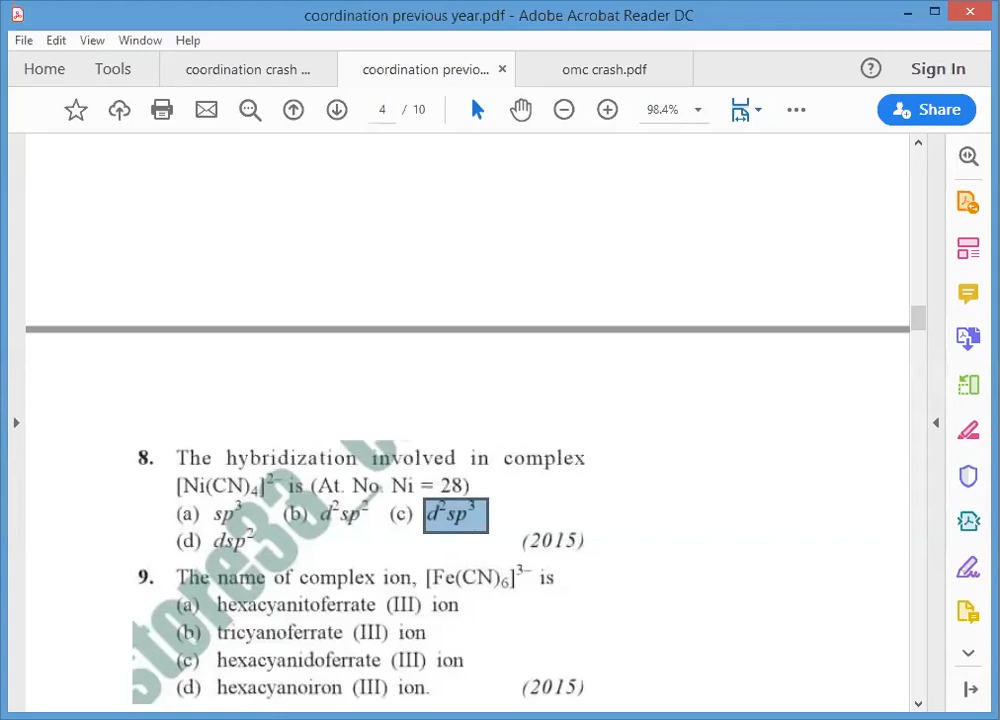 coordination previous year.pdf - Adobe Acrobat Reader DC
File Edit View Window Help
Home Tools coordination crash ... coordination previo... × omc crash.pdf ? Sign In
4 / 10 98.4% Share
8. The hybridization involved in complex
[Ni(CN)₄]²⁻ is (At. No. Ni = 28)
(a) sp³ (b) d²sp² (c) d²sp³
(d) dsp² (2015)
9. The name of complex ion, [Fe(CN)₆]³⁻ is
(a) hexacyanitoferrate (III) ion
(b) tricyanoferrate (III) ion
(c) hexacyanidoferrate (III) ion
(d) hexacyanoiron (III) ion. (2015)